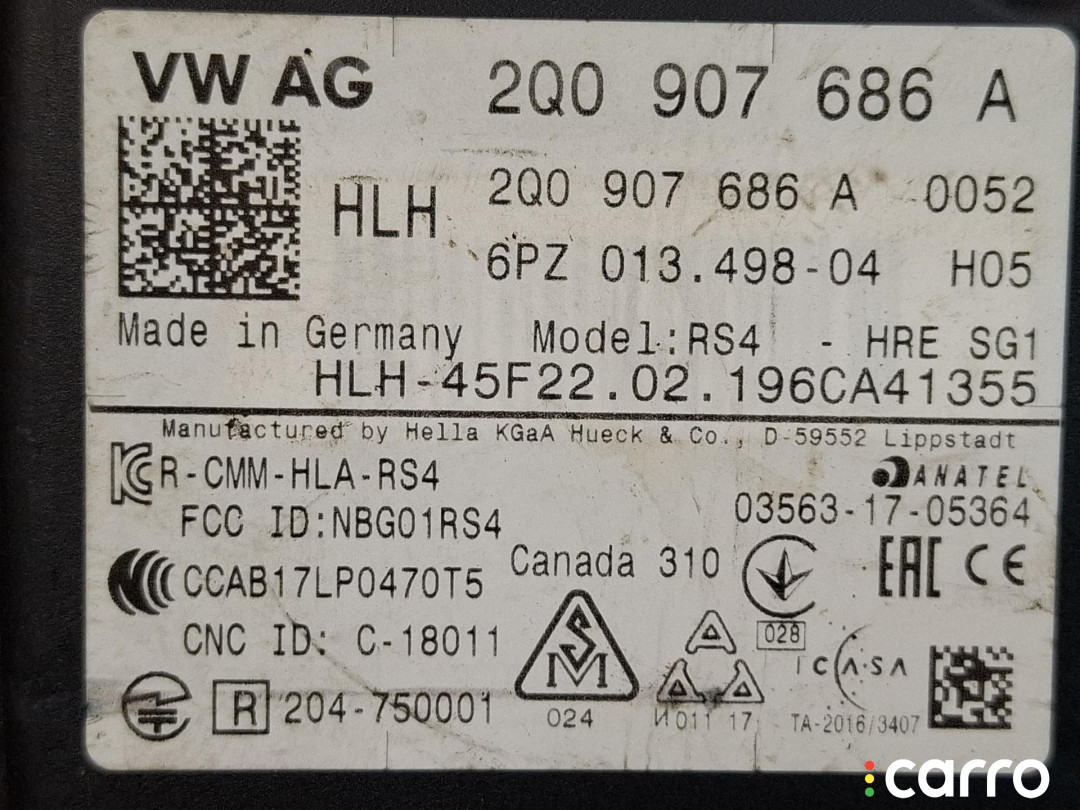 VW AG 2Q0 907 686 A
HLH 2Q0 907 686 A 0052
6PZ 013.498-04 H05
Made in Germany Model:RS4 - HRE SG1
HLH-45F22.02.196CA41355
Manufactured by Hella KGaA Hueck & Co., D-59552 Lippstadt
R-CMM-HLA-RS4
ANATEL
FCC ID:NBG01RS4
03563-17-05364
CCAB17LP0470T5
Canada 310
EAC CE
CNC ID: C-18011
SM
028
ICASA
R 204-750001
024
И011 17
TA-2016/3407
carro